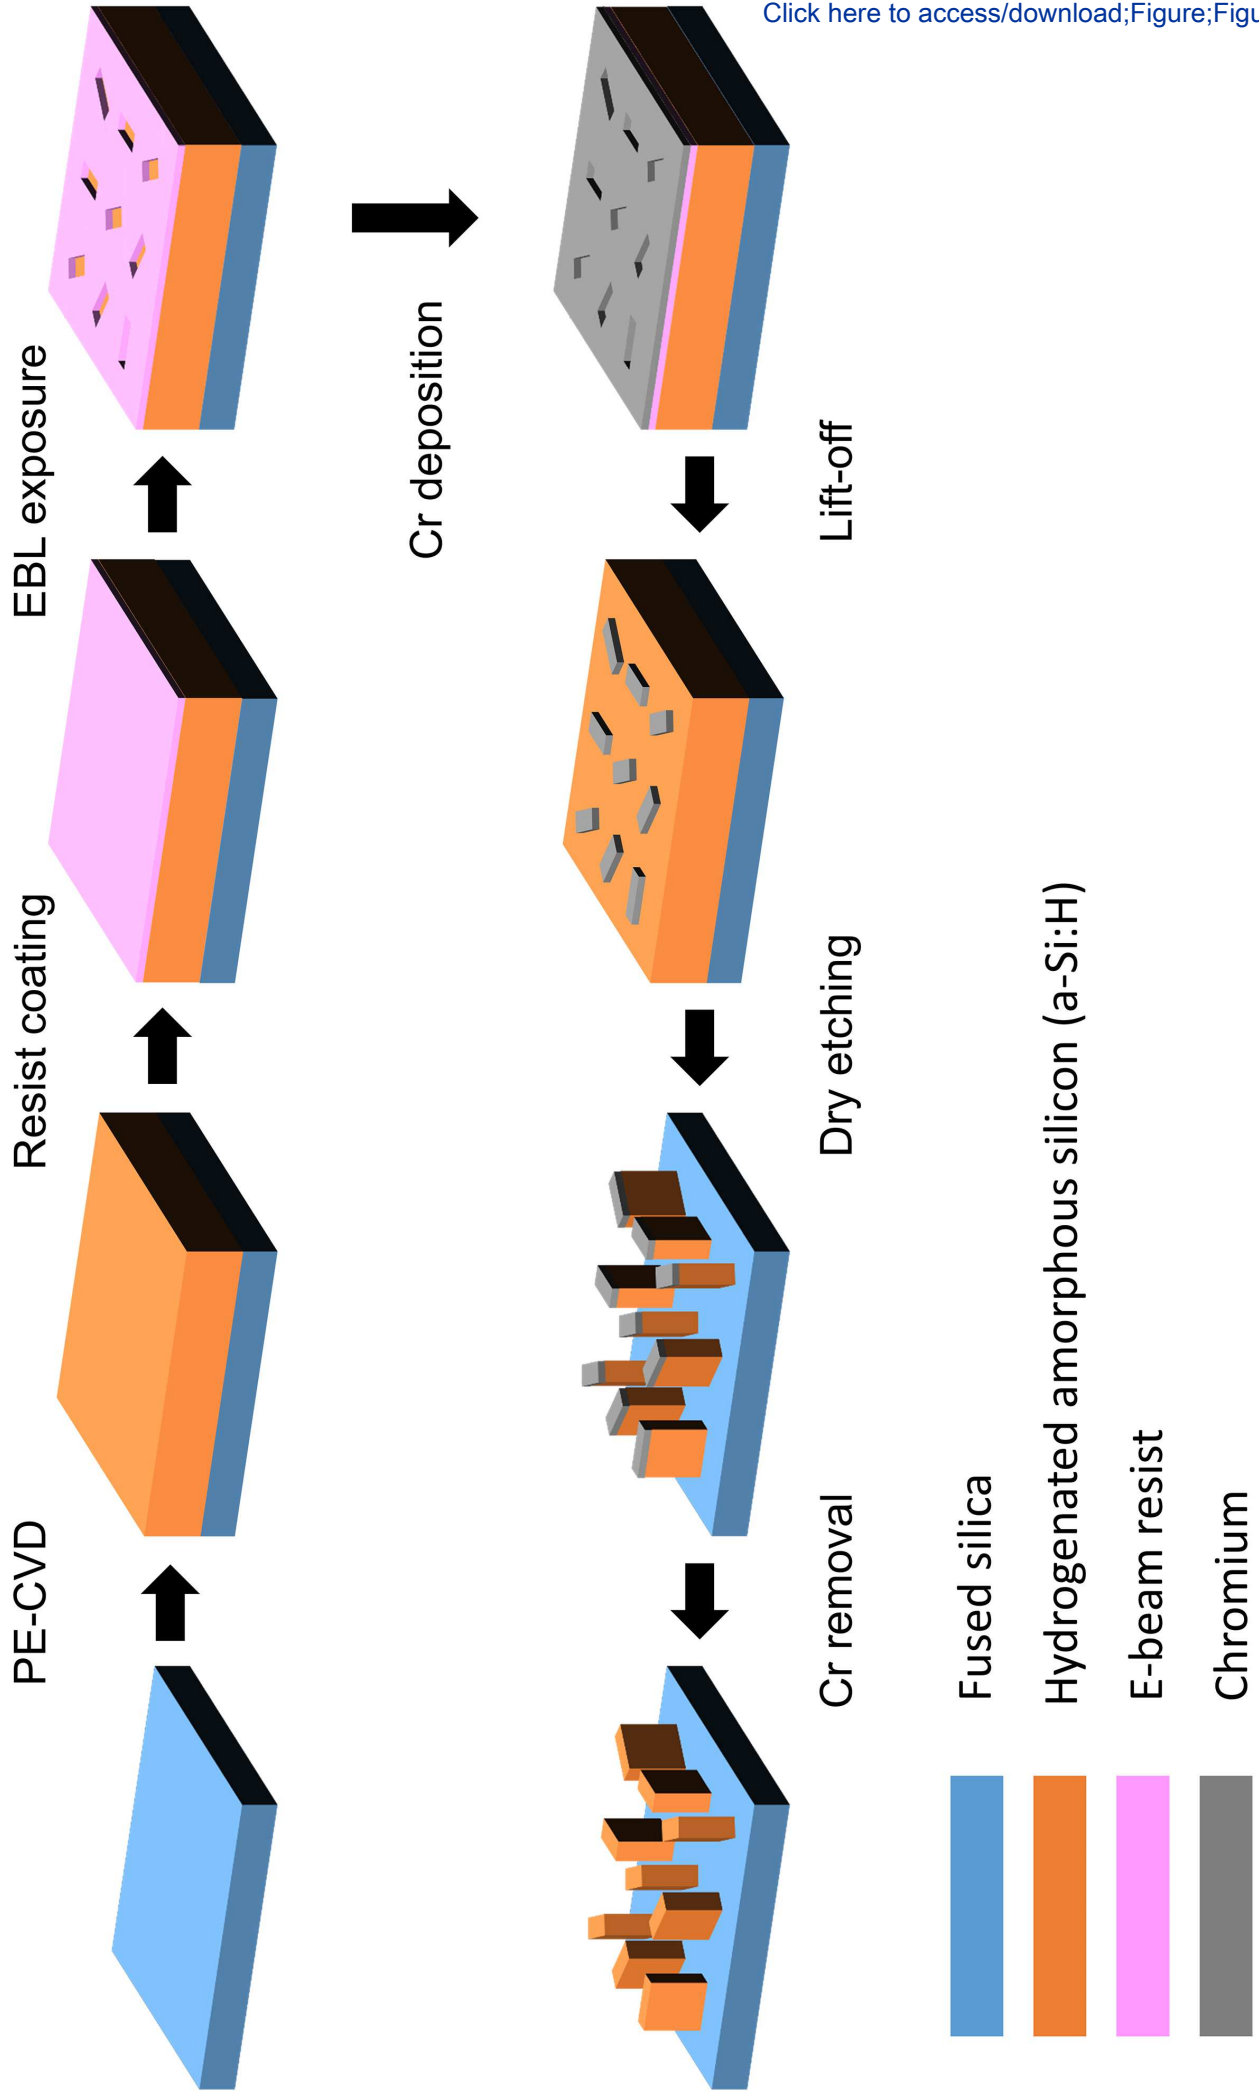 Click here to access/download;Figure;Figu
PE-CVD
Resist coating
EBL exposure
Cr deposition
Lift-off
Dry etching
Cr removal
Fused silica
Hydrogenated amorphous silicon (a-Si:H)
E-beam resist
Chromium